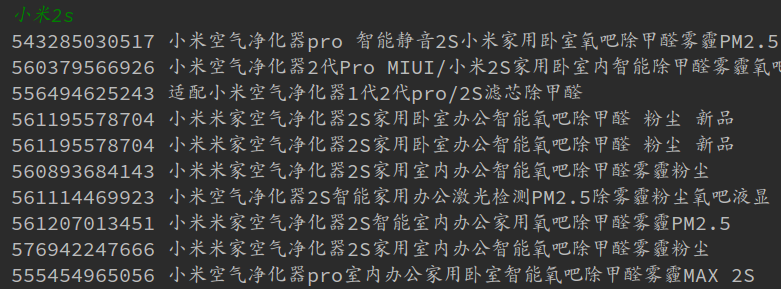 小米2s
543285030517 小米空气净化器pro 智能静音2S小米家用卧室氧吧除甲醛雾霾PM2.5
560379566926 小米空气净化器2代Pro MIUI/小米2S家用卧室内智能除甲醛雾霾氧吧
556494625243 适配小米空气净化器1代2代pro/2S滤芯除甲醛
561195578704 小米米家空气净化器2S家用卧室办公智能氧吧除甲醛 粉尘 新品
561195578704 小米米家空气净化器2S家用卧室办公智能氧吧除甲醛 粉尘 新品
560893684143 小米米家空气净化器2S家用室内办公智能氧吧除甲醛雾霾粉尘
561114469923 小米空气净化器2S智能家用办公激光检测PM2.5除雾霾粉尘氧吧液显
561207013451 小米米家空气净化器2S智能室内办公家用氧吧除甲醛雾霾PM2.5
576942247666 小米米家空气净化器2S家用室内办公智能氧吧除甲醛雾霾粉尘
555454965056 小米空气净化器pro室内办公家用卧室智能氧吧除甲醛雾霾MAX 2S